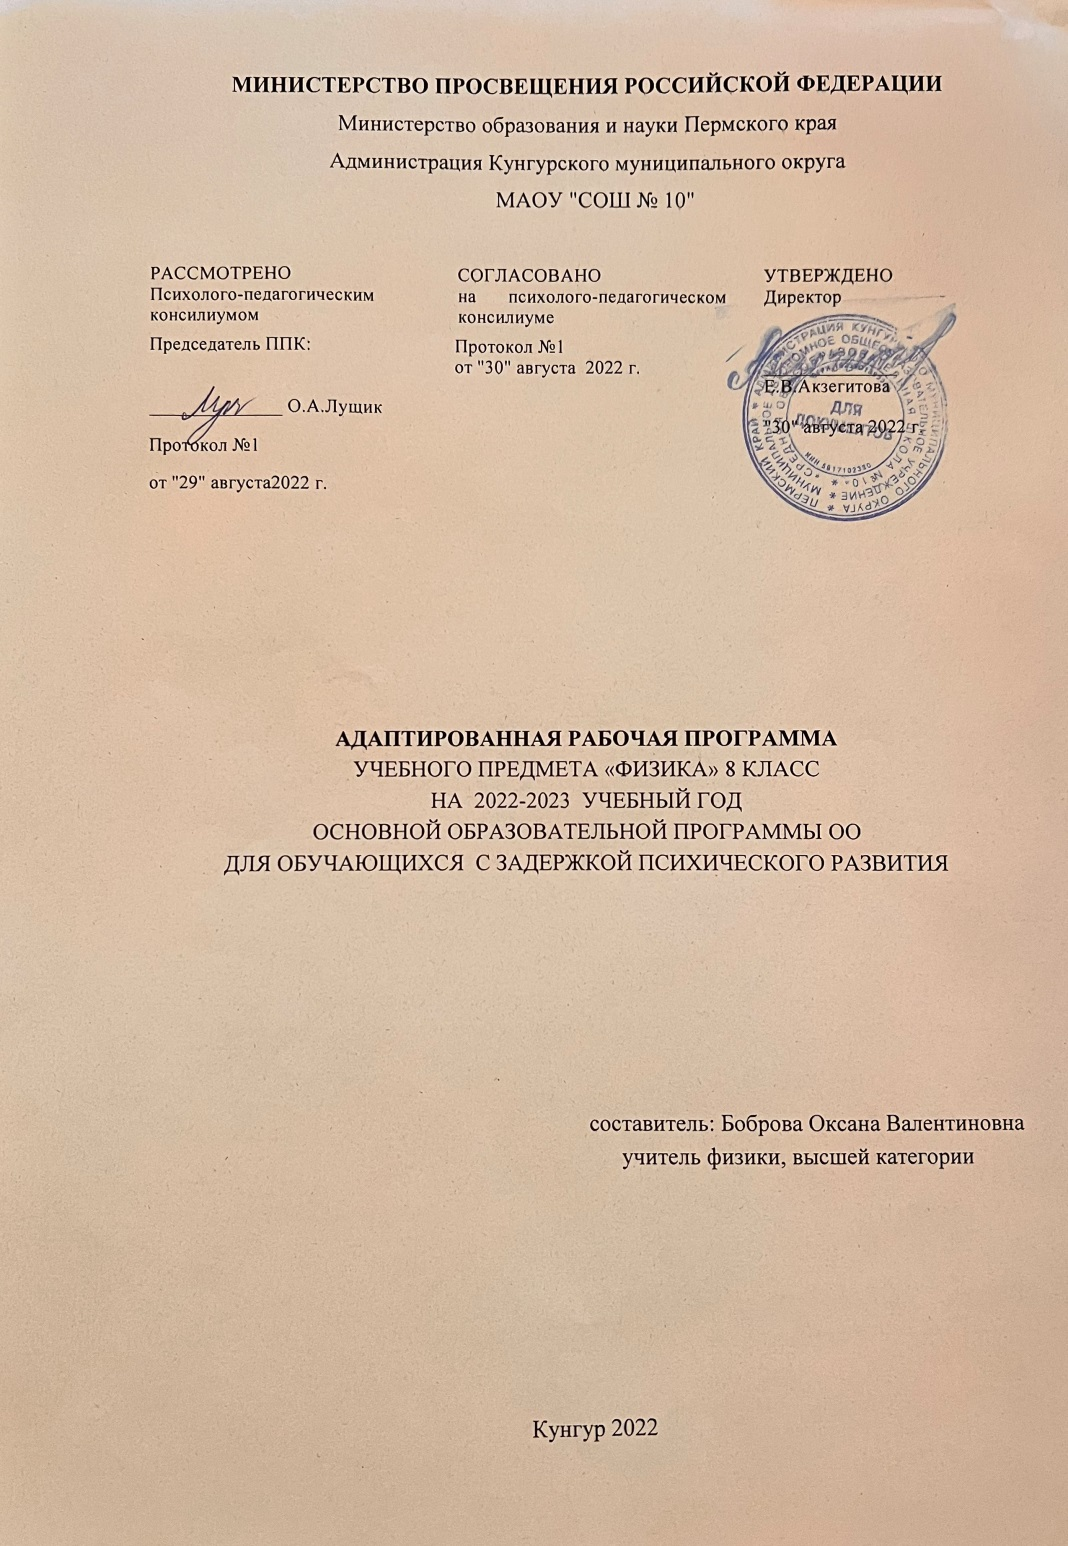 МИНИСТЕРСТВО ПРОСВЕЩЕНИЯ РОССИЙСКОЙ ФЕДЕРАЦИИ
Министерство образования и науки Пермского края
Администрация Кунгурского муниципального округа
МАОУ "СОШ № 10"
РАССМОТРЕНО
Психолого-педагогическим
консилиумом
Председатель ППК:
О.А.Лущик
Протокол №1
от "29" августа2022 г.
СОГЛАСОВАНО
на психолого-педагогическом
консилиуме
Протокол №1
от "30" августа 2022 г.
УТВЕРЖДЕНО
Директор
Е.В.Акзегитова
"30" августа 2022 г.
ДЛЯ
ДОКУМЕНТОВ
АДАПТИРОВАННАЯ РАБОЧАЯ ПРОГРАММА
УЧЕБНОГО ПРЕДМЕТА «ФИЗИКА» 8 КЛАСС
НА 2022-2023 УЧЕБНЫЙ ГОД
ОСНОВНОЙ ОБРАЗОВАТЕЛЬНОЙ ПРОГРАММЫ ОО
ДЛЯ ОБУЧАЮЩИХСЯ С ЗАДЕРЖКОЙ ПСИХИЧЕСКОГО РАЗВИТИЯ
составитель: Боброва Оксана Валентиновна
учитель физики, высшей категории
Кунгур 2022